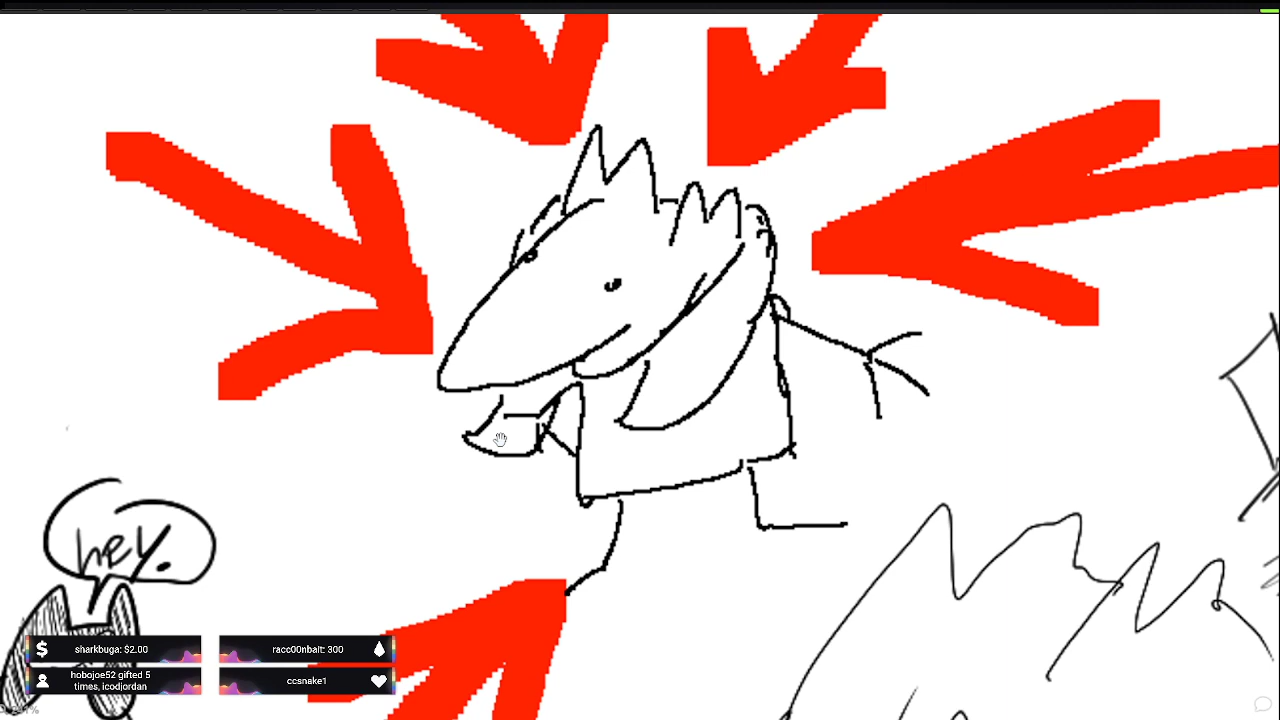 hey.
$ sharkbuga: $2.00
racc00nbait: 300
hobojoe52 gifted 5
times, icodjordan
ccsnake1